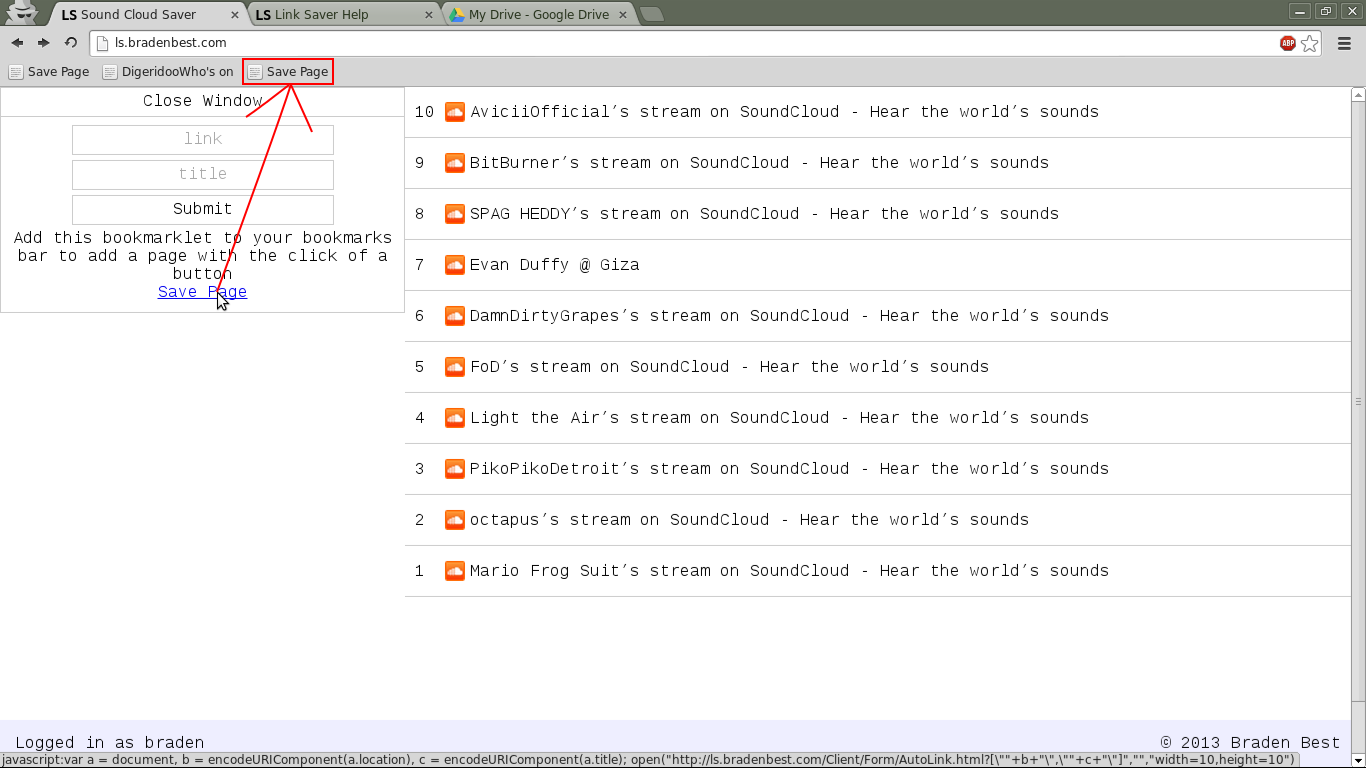 LS Sound Cloud Saver
LS Link Saver Help
My Drive - Google Drive
ls.bradenbest.com
ABP
Save Page
DigeridooWho's on
Save Page
Close Window
link
title
Submit
Add this bookmarklet to your bookmarks
bar to add a page with the click of a
button
Save Page
10 AviciiOfficial's stream on SoundCloud - Hear the world's sounds
9 BitBurner's stream on SoundCloud - Hear the world's sounds
8 SPAG HEDDY's stream on SoundCloud - Hear the world's sounds
7 Evan Duffy @ Giza
6 DamnDirtyGrapes's stream on SoundCloud - Hear the world's sounds
5 FoD's stream on SoundCloud - Hear the world's sounds
4 Light the Air's stream on SoundCloud - Hear the world's sounds
3 PikoPikoDetroit's stream on SoundCloud - Hear the world's sounds
2 octapus's stream on SoundCloud - Hear the world's sounds
1 Mario Frog Suit's stream on SoundCloud - Hear the world's sounds
Logged in as braden
© 2013 Braden Best
javascript:var a = document, b = encodeURIComponent(a.location), c = encodeURIComponent(a.title); open("http://ls.bradenbest.com/Client/Form/AutoLink.html?[\""+b+"\",\""+c+"\"]","","width=10,height=10")